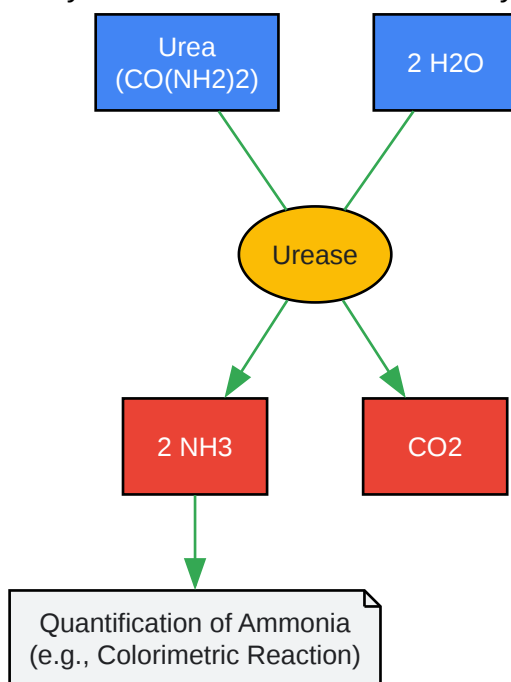 Urea
(CO(NH2)2)
2 H2O
Urease
2 NH3
CO2
Quantification of Ammonia
(e.g., Colorimetric Reaction)